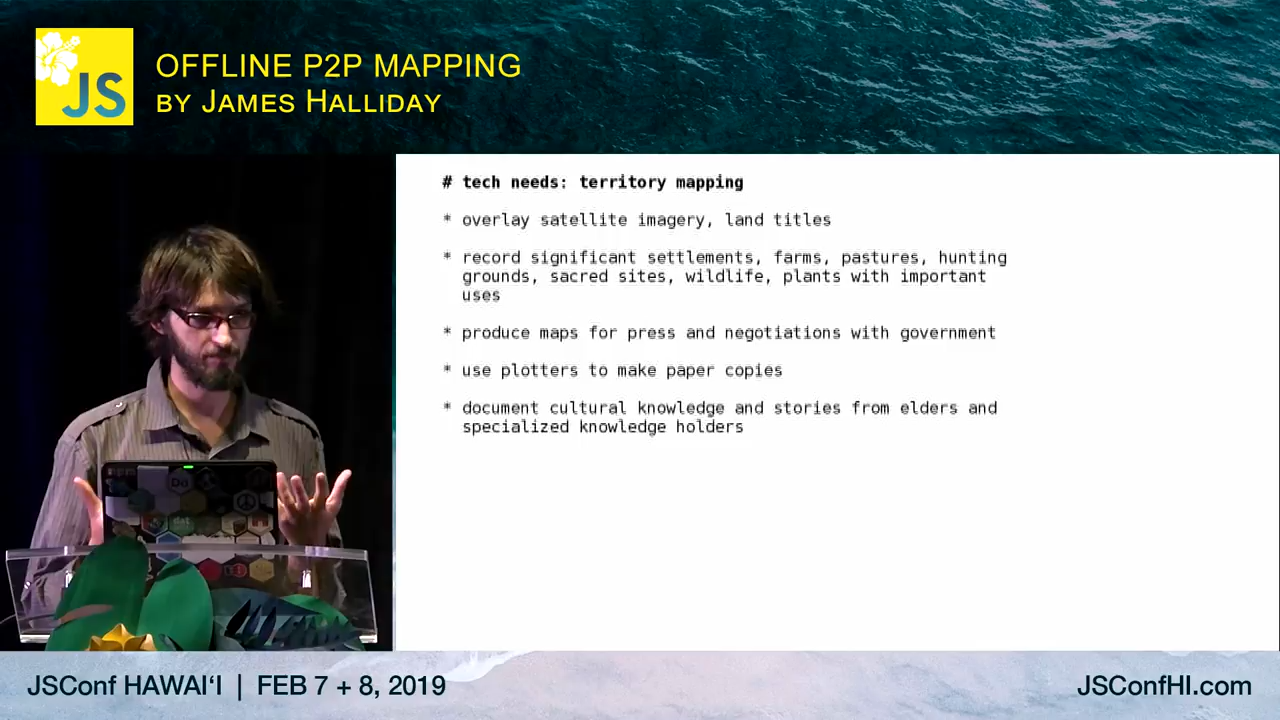 JS
OFFLINE P2P MAPPING
BY JAMES HALLIDAY
# tech needs: territory mapping
* overlay satellite imagery, land titles
* record significant settlements, farms, pastures, hunting
grounds, sacred sites, wildlife, plants with important
uses
* produce maps for press and negotiations with government
* use plotters to make paper copies
* document cultural knowledge and stories from elders and
specialized knowledge holders
dat
JSConf HAWAI‘I | FEB 7 + 8, 2019
JSConfHI.com